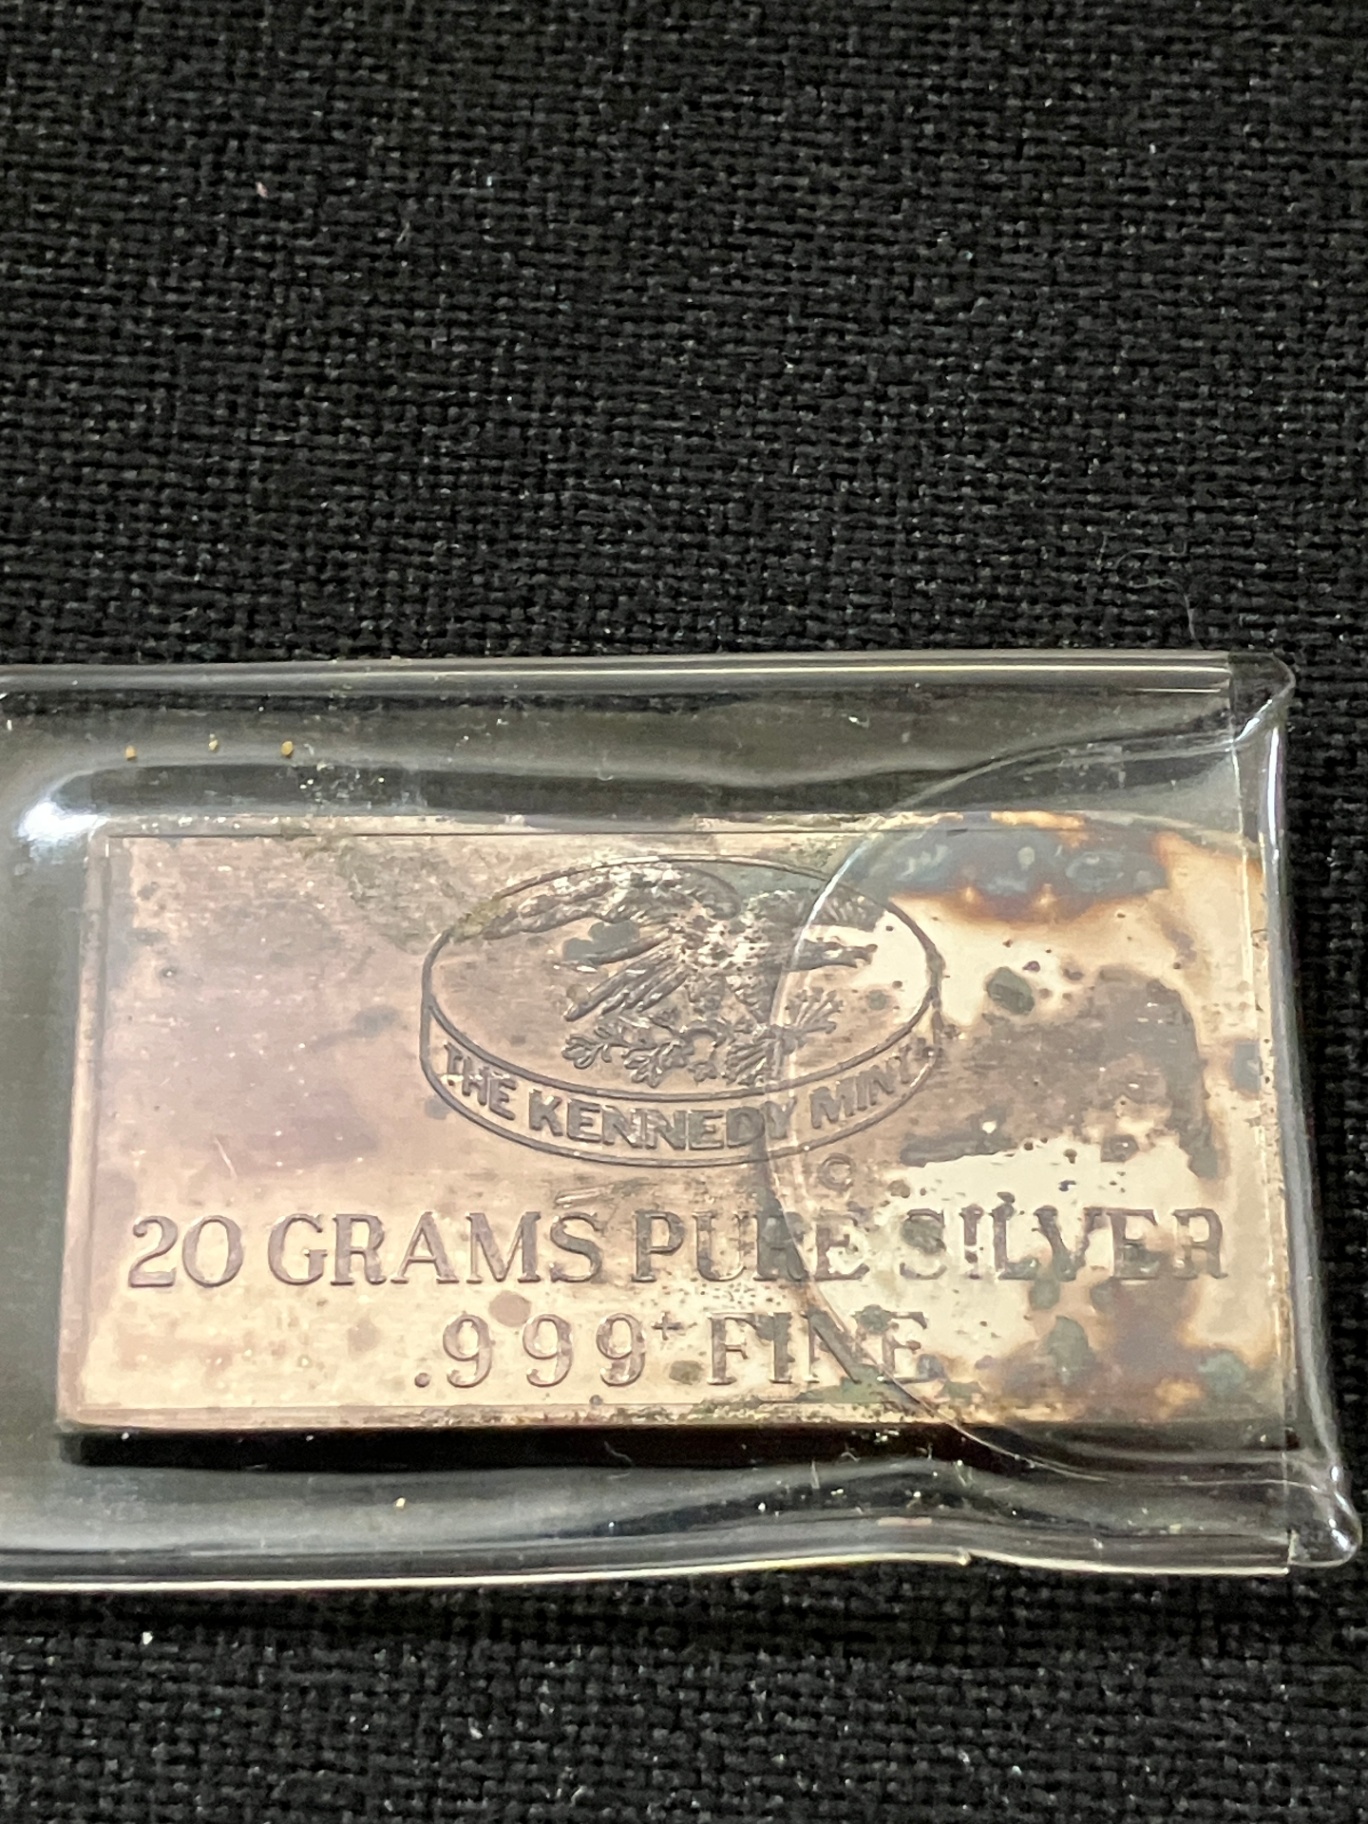 THE KENNEDY MINT
©
20 GRAMS PURE SILVER
.999+ FINE